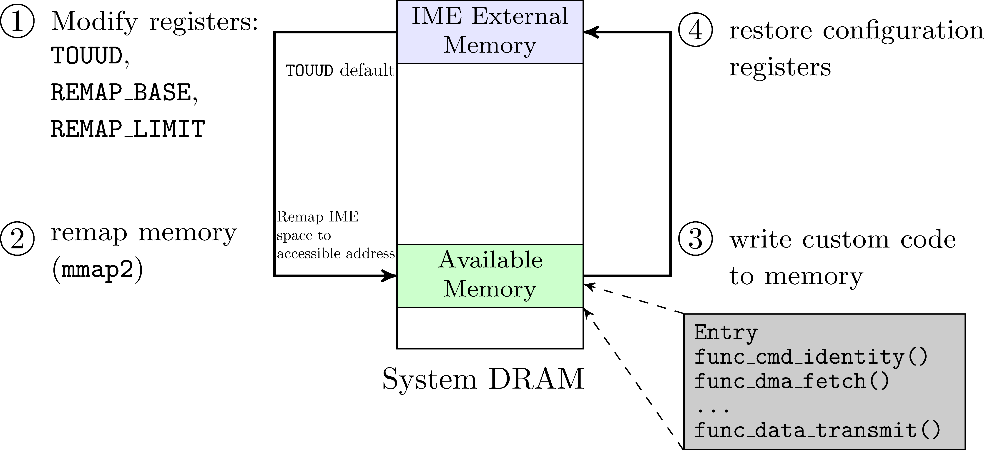 1 Modify registers:
TOUUD,
REMAP_BASE,
REMAP_LIMIT
2 remap memory
(mmap2)
IME External
Memory
TOUUD default
Remap IME
space to
accessible address
Available
Memory
System DRAM
4 restore configuration
registers
3 write custom code
to memory
Entry
func_cmd_identity()
func_dma_fetch()
...
func_data_transmit()